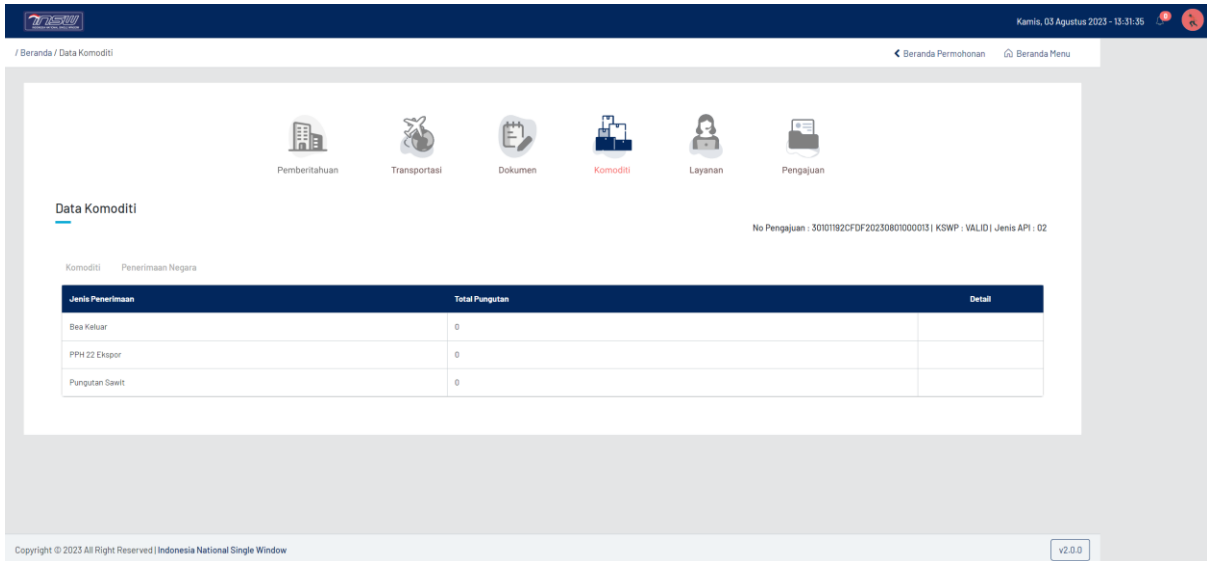 INSW
Kamis, 03 Agustus 2023 - 13:31:35 0
/ Beranda / Data Komoditi Beranda Permohonan Beranda Menu
Pemberitahuan Transportasi Dokumen Komoditi Layanan Pengajuan
Data Komoditi
No Pengajuan : 30101192CFDF20230801000013 | KSWP : VALID | Jenis API : 02
Komoditi Penerimaan Negara
Jenis Penerimaan Total Pungutan Detail
Bea Keluar 0
PPH 22 Ekspor 0
Pungutan Sawit 0
Copyright © 2023 All Right Reserved | Indonesia National Single Window v2.0.0